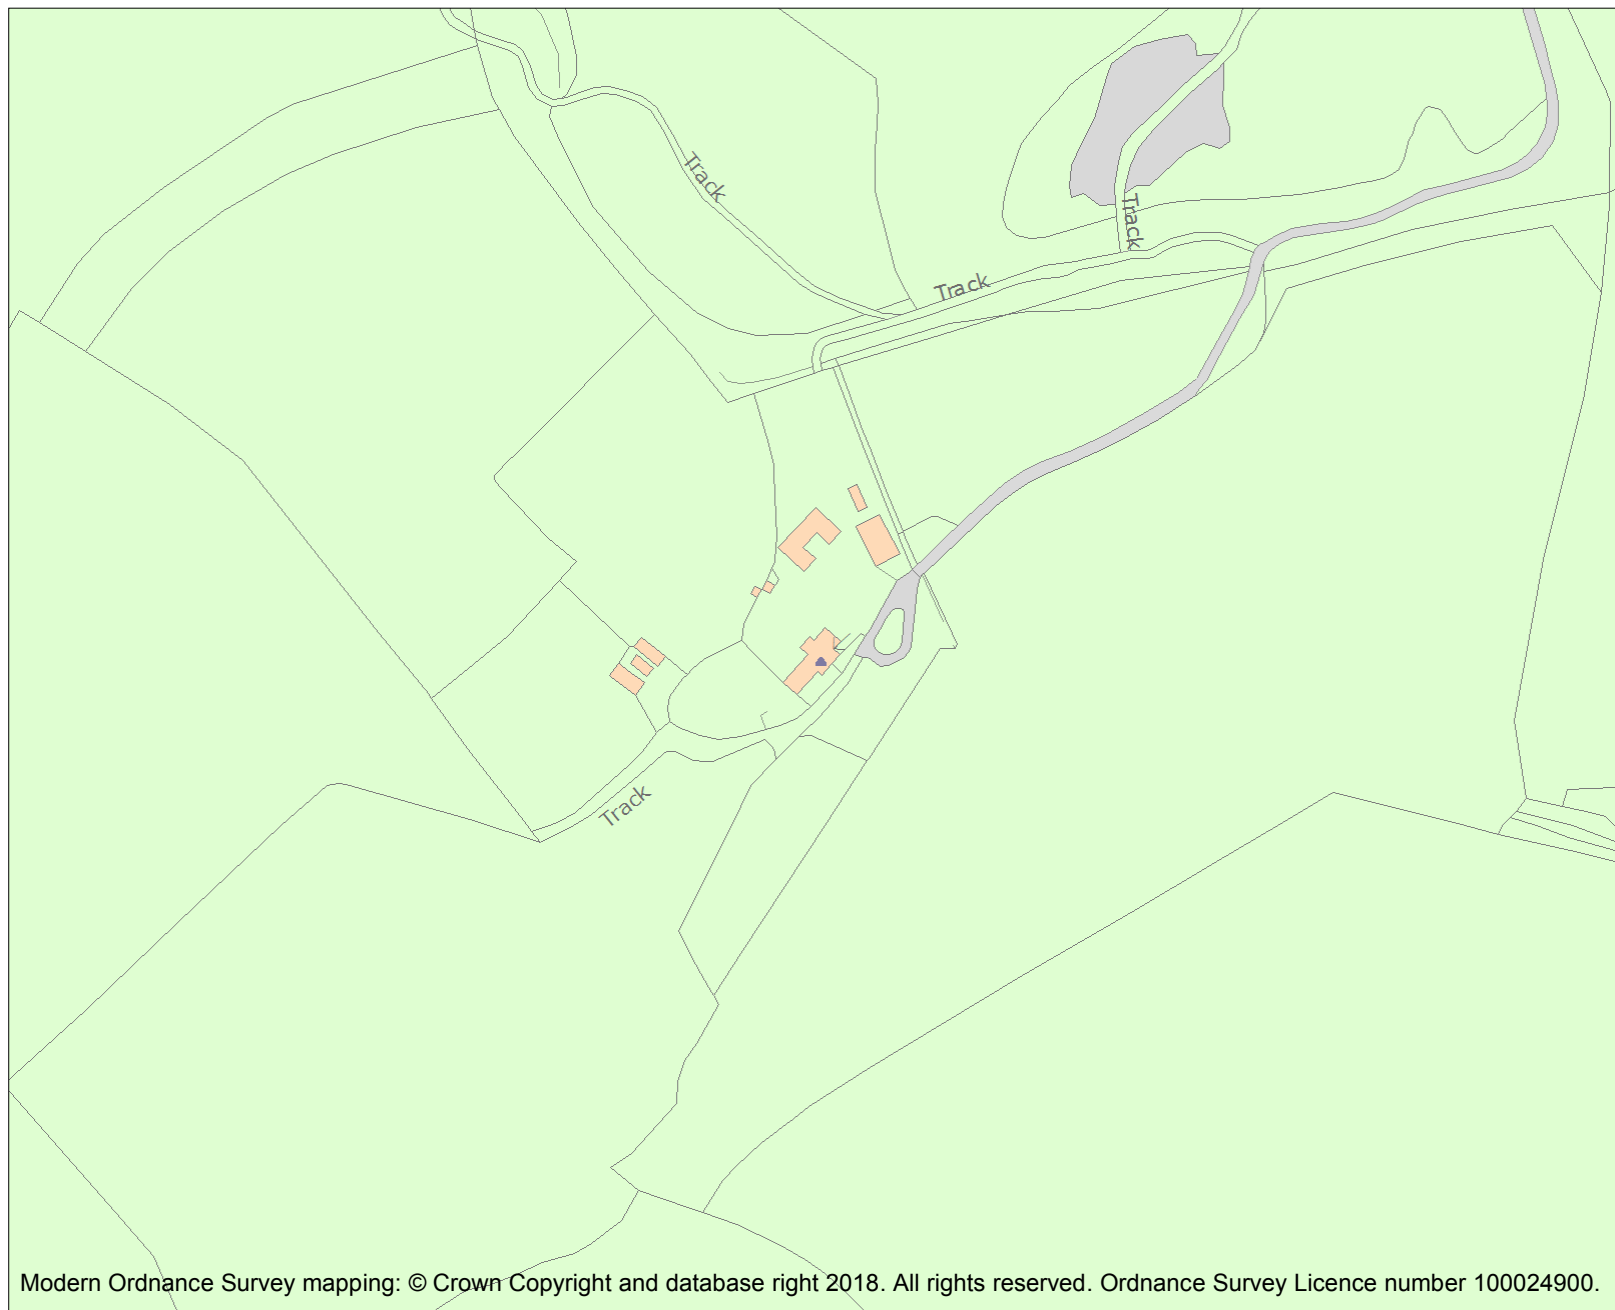 Track
Track
Track
Track
Modern Ordnance Survey mapping: © Crown Copyright and database right 2018. All rights reserved. Ordnance Survey Licence number 100024900.